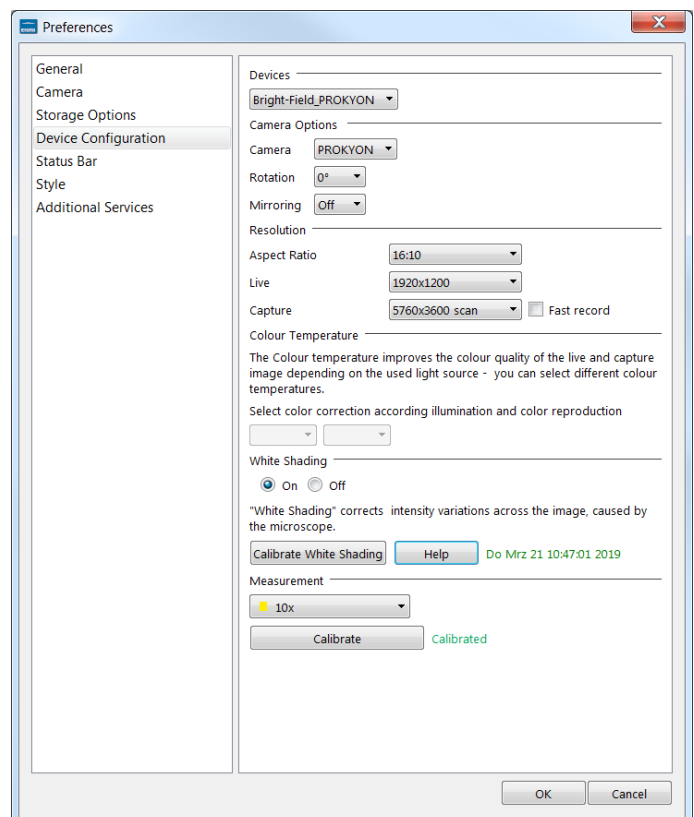 Preferences
General
Camera
Storage Options
Device Configuration
Status Bar
Style
Additional Services
Devices
Bright-Field_PROKYON
Camera Options
Camera PROKYON
Rotation 0°
Mirroring Off
Resolution
Aspect Ratio 16:10
Live 1920x1200
Capture 5760x3600 scan Fast record
Colour Temperature
The Colour temperature improves the colour quality of the live and capture
image depending on the used light source - you can select different colour
temperatures.
Select color correction according illumination and color reproduction
White Shading
On Off
"White Shading" corrects intensity variations across the image, caused by
the microscope.
Calibrate White Shading Help Do Mrz 21 10:47:01 2019
Measurement
10x
Calibrate Calibrated
OK Cancel